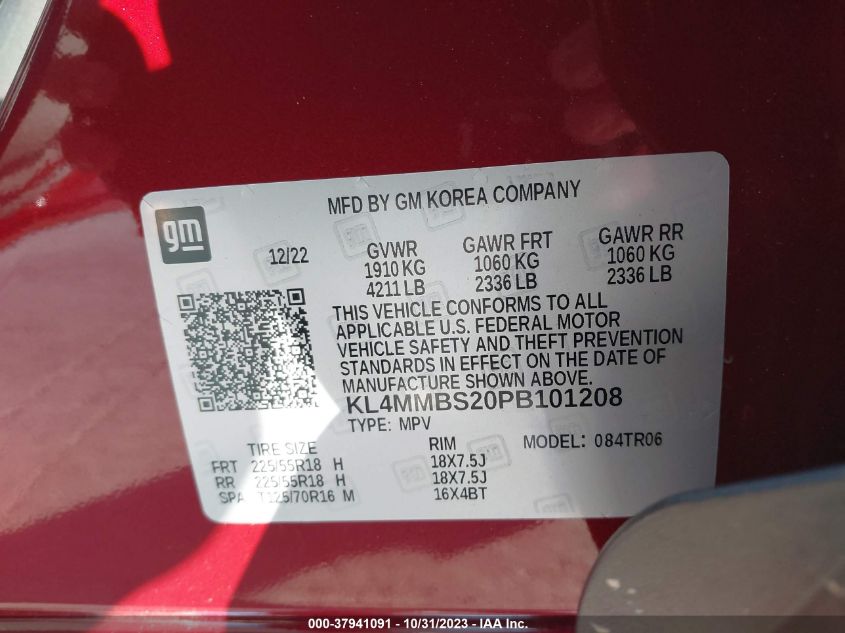 MFD BY GM KOREA COMPANY
gm
12/22
GVWR GAWR FRT GAWR RR
1910 KG 1060 KG 1060 KG
4211 LB 2336 LB 2336 LB
THIS VEHICLE CONFORMS TO ALL
APPLICABLE U.S. FEDERAL MOTOR
VEHICLE SAFETY AND THEFT PREVENTION
STANDARDS IN EFFECT ON THE DATE OF
MANUFACTURE SHOWN ABOVE.
KL4MMBS20PB101208
TYPE: MPV MODEL: 084TR06
TIRE SIZE RIM
FRT 225/55R18 H 18X7.5J
RR 225/55R18 H 18X7.5J
SPA T125/70R16 M 16X4BT
000-37941091 - 10/31/2023 - IAA Inc.